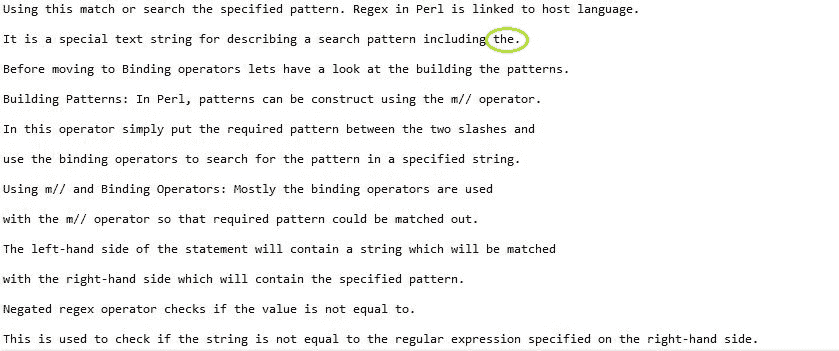 Using this match or search the specified pattern. Regex in Perl is linked to host language.
It is a special text string for describing a search pattern including the.
Before moving to Binding operators lets have a look at the building the patterns.
Building Patterns: In Perl, patterns can be construct using the m// operator.
In this operator simply put the required pattern between the two slashes and
use the binding operators to search for the pattern in a specified string.
Using m// and Binding Operators: Mostly the binding operators are used
with the m// operator so that required pattern could be matched out.
The left-hand side of the statement will contain a string which will be matched
with the right-hand side which will contain the specified pattern.
Negated regex operator checks if the value is not equal to.
This is used to check if the string is not equal to the regular expression specified on the right-hand side.